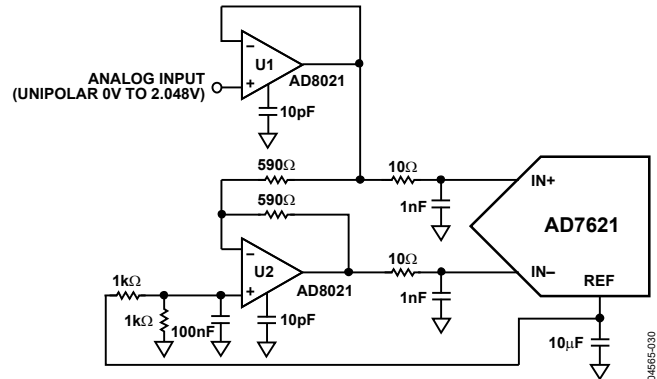 ANALOG INPUT
(UNIPOLAR 0V TO 2.048V)
U1
AD8021
10pF
590Ω
590Ω
10Ω
1nF
IN+
AD7621
IN–
REF
U2
AD8021
10Ω
1nF
1kΩ
1kΩ
100nF
10pF
10µF
04565-030
−
+
−
+